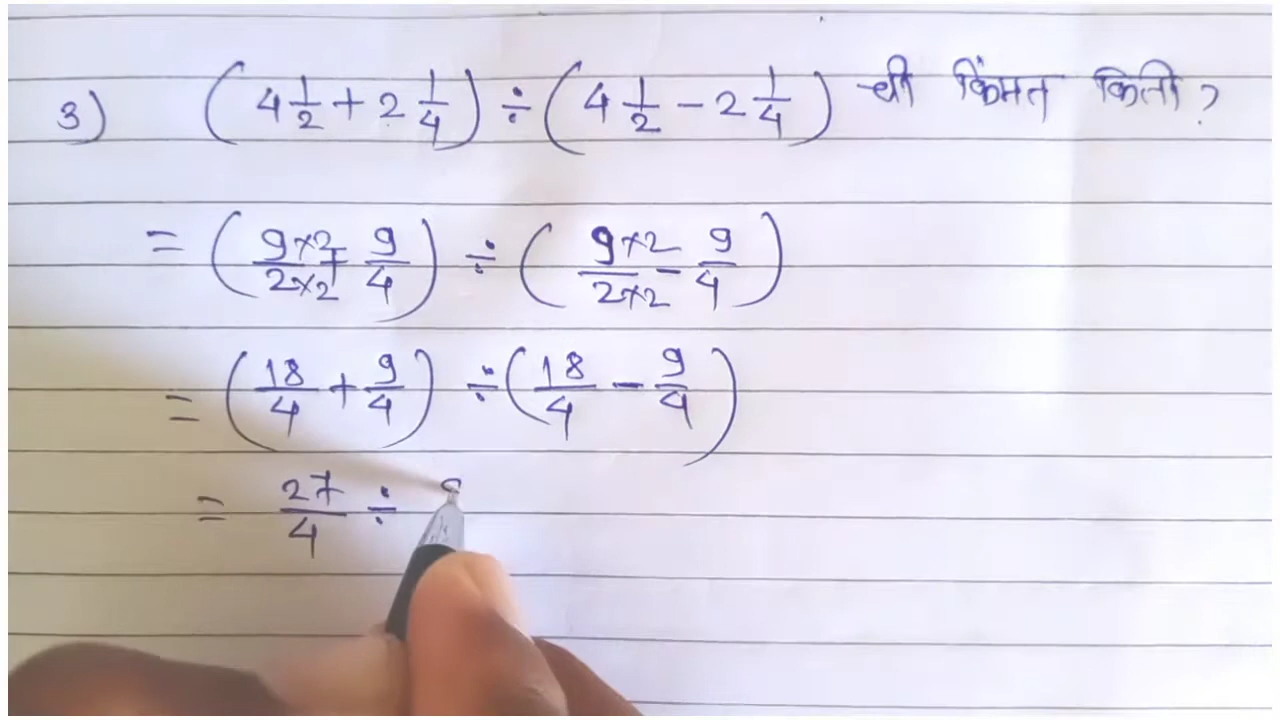 3) (4 1/2 + 2 1/4) ÷ (4 1/2 − 2 1/4) ची किंमत किती ?
= (9×2/2×2 + 9/4) ÷ (9×2/2×2 − 9/4)
= (18/4 + 9/4) ÷ (18/4 − 9/4)
= 27/4 ÷